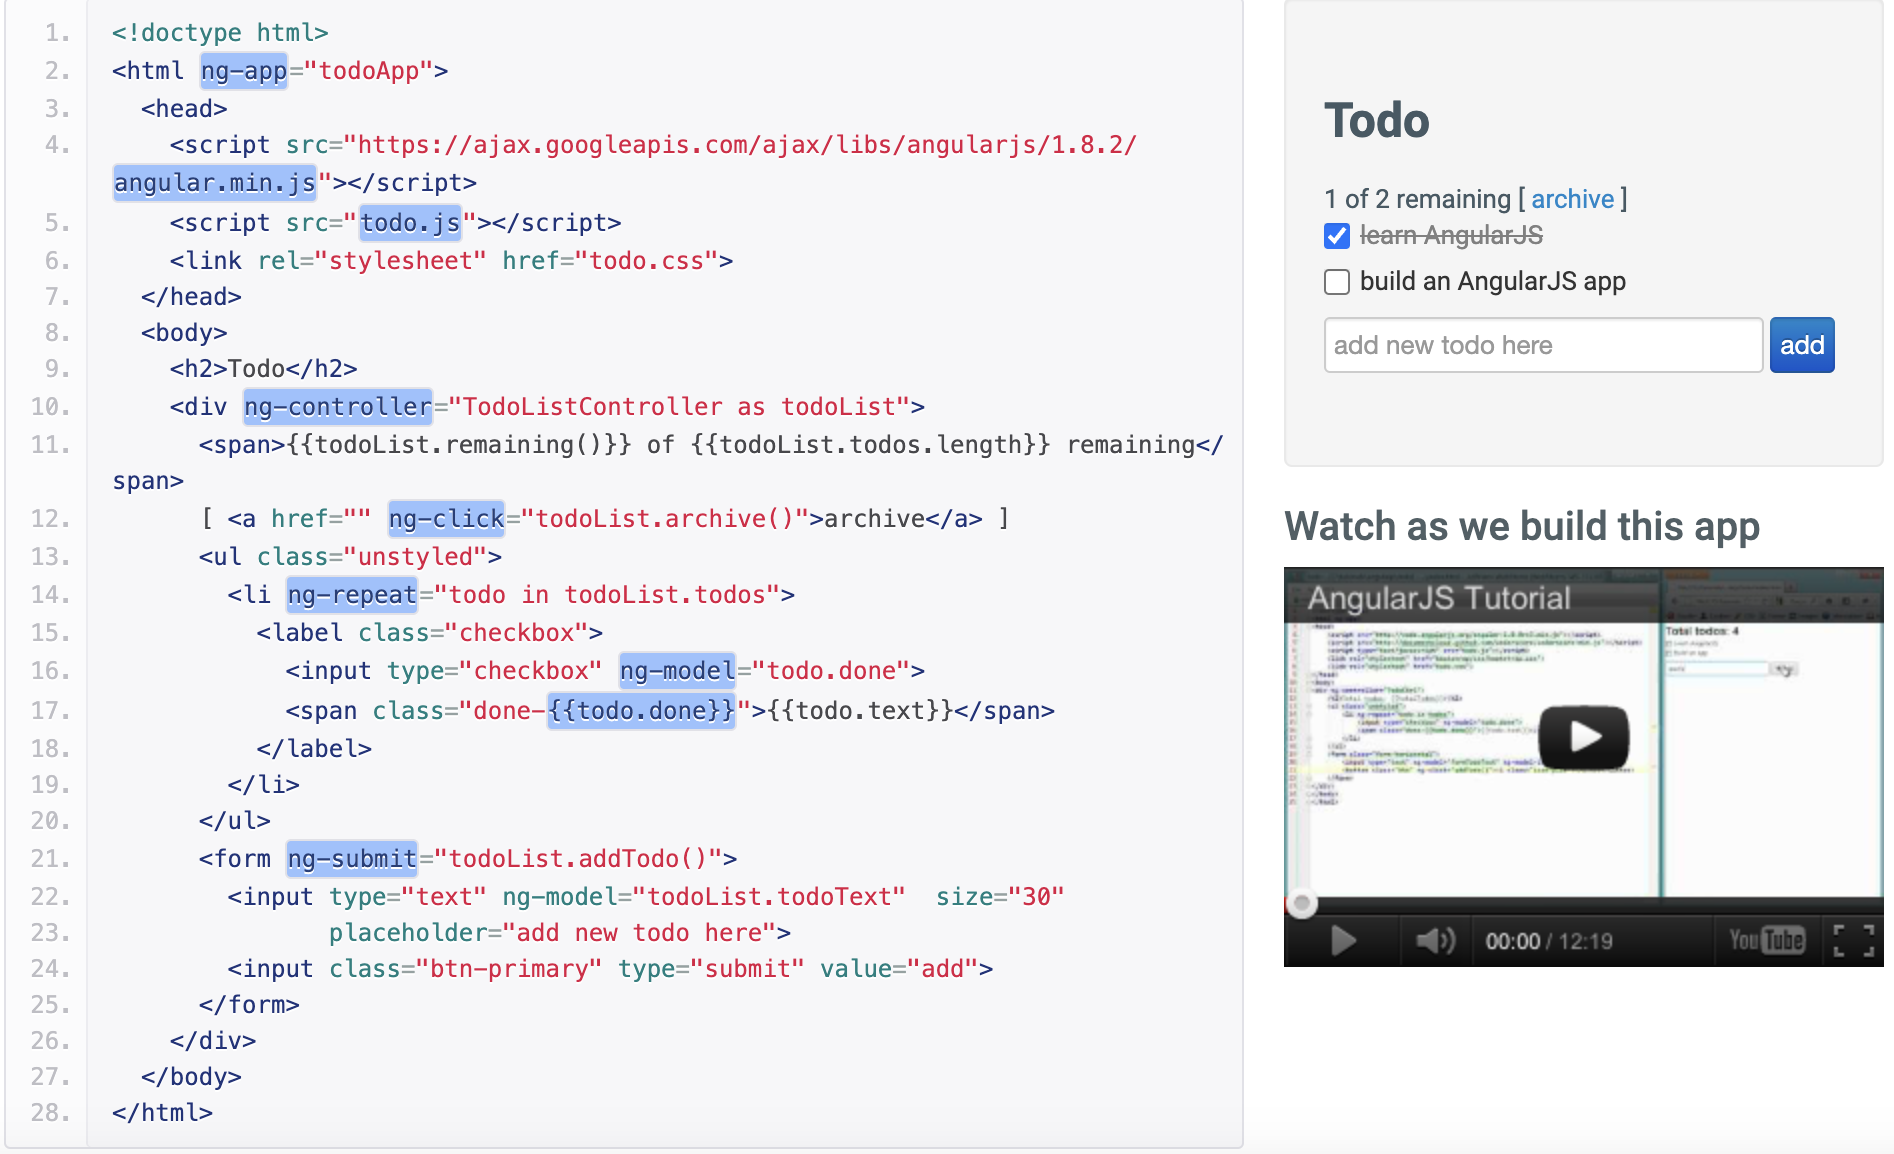 1. <!doctype html>
2. <html ng-app="todoApp">
3.   <head>
4.     <script src="https://ajax.googleapis.com/ajax/libs/angularjs/1.8.2/
angular.min.js"></script>
5.     <script src="todo.js"></script>
6.     <link rel="stylesheet" href="todo.css">
7.   </head>
8.   <body>
9.     <h2>Todo</h2>
10.     <div ng-controller="TodoListController as todoList">
11.       <span>{{todoList.remaining()}} of {{todoList.todos.length}} remaining</
span>
12.       [ <a href="" ng-click="todoList.archive()">archive</a> ]
13.       <ul class="unstyled">
14.         <li ng-repeat="todo in todoList.todos">
15.           <label class="checkbox">
16.             <input type="checkbox" ng-model="todo.done">
17.             <span class="done-{{todo.done}}">{{todo.text}}</span>
18.           </label>
19.         </li>
20.       </ul>
21.       <form ng-submit="todoList.addTodo()">
22.         <input type="text" ng-model="todoList.todoText"  size="30"
23.                placeholder="add new todo here">
24.         <input class="btn-primary" type="submit" value="add">
25.       </form>
26.     </div>
27.   </body>
28. </html>
Todo
1 of 2 remaining [ archive ]
learn AngularJS
build an AngularJS app
add new todo here add
Watch as we build this app
AngularJS Tutorial
Total todos: 4
00:00 / 12:19 YouTube